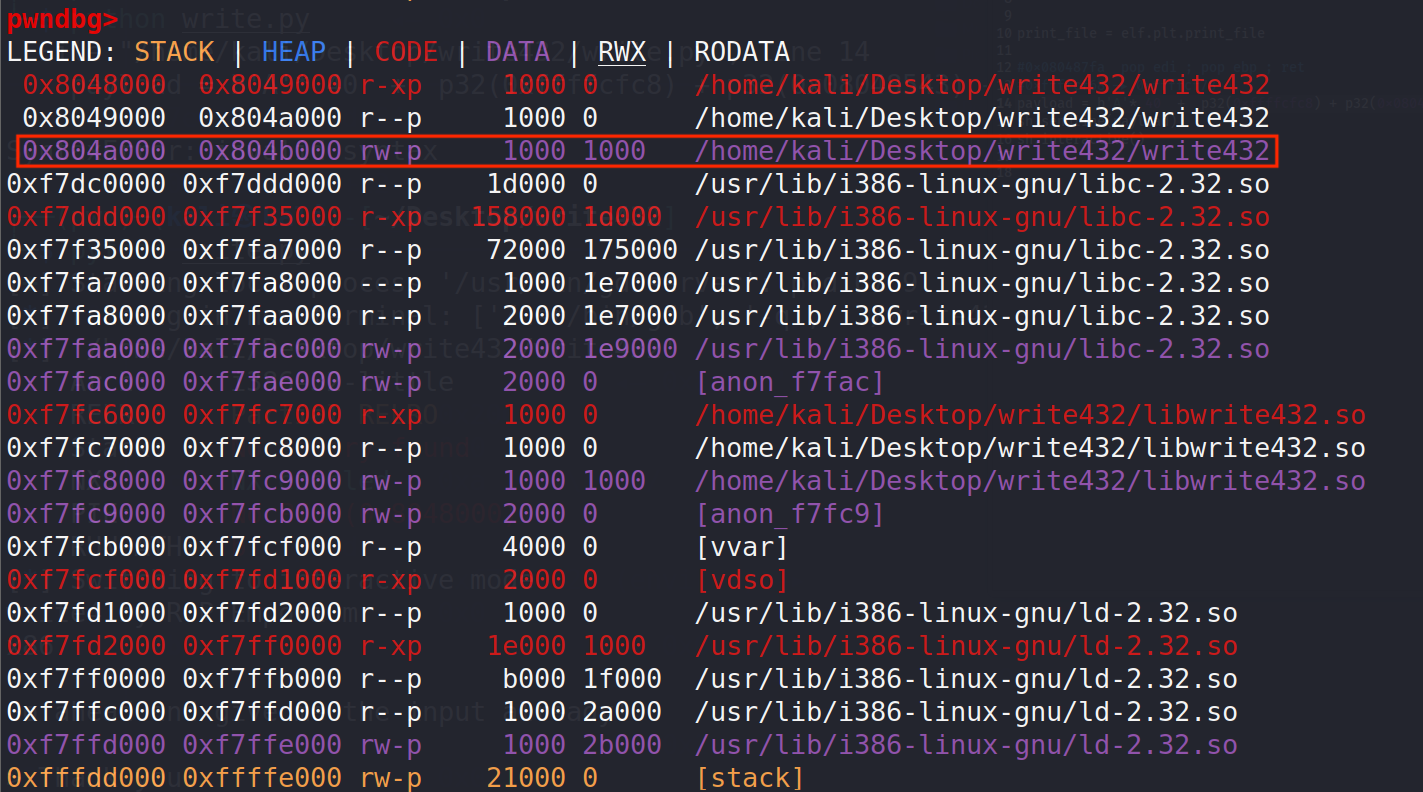 pwndbg>
LEGEND: STACK | HEAP | CODE | DATA | RWX | RODATA
0x8048000 0x8049000 r-xp 1000 0 /home/kali/Desktop/write432/write432
0x8049000 0x804a000 r--p 1000 0 /home/kali/Desktop/write432/write432
0x804a000 0x804b000 rw-p 1000 1000 /home/kali/Desktop/write432/write432
0xf7dc0000 0xf7ddd000 r--p 1d000 0 /usr/lib/i386-linux-gnu/libc-2.32.so
0xf7ddd000 0xf7f35000 r-xp 158000 1d000 /usr/lib/i386-linux-gnu/libc-2.32.so
0xf7f35000 0xf7fa7000 r--p 72000 175000 /usr/lib/i386-linux-gnu/libc-2.32.so
0xf7fa7000 0xf7fa8000 ---p 1000 1e7000 /usr/lib/i386-linux-gnu/libc-2.32.so
0xf7fa8000 0xf7faa000 r--p 2000 1e7000 /usr/lib/i386-linux-gnu/libc-2.32.so
0xf7faa000 0xf7fac000 rw-p 2000 1e9000 /usr/lib/i386-linux-gnu/libc-2.32.so
0xf7fac000 0xf7fae000 rw-p 2000 0 [anon_f7fac]
0xf7fc6000 0xf7fc7000 r-xp 1000 0 /home/kali/Desktop/write432/libwrite432.so
0xf7fc7000 0xf7fc8000 r--p 1000 0 /home/kali/Desktop/write432/libwrite432.so
0xf7fc8000 0xf7fc9000 rw-p 1000 1000 /home/kali/Desktop/write432/libwrite432.so
0xf7fc9000 0xf7fcb000 rw-p 2000 0 [anon_f7fc9]
0xf7fcb000 0xf7fcf000 r--p 4000 0 [vvar]
0xf7fcf000 0xf7fd1000 r-xp 2000 0 [vdso]
0xf7fd1000 0xf7fd2000 r--p 1000 0 /usr/lib/i386-linux-gnu/ld-2.32.so
0xf7fd2000 0xf7ff0000 r-xp 1e000 1000 /usr/lib/i386-linux-gnu/ld-2.32.so
0xf7ff0000 0xf7ffb000 r--p b000 1f000 /usr/lib/i386-linux-gnu/ld-2.32.so
0xf7ffc000 0xf7ffd000 r--p 1000 2a000 /usr/lib/i386-linux-gnu/ld-2.32.so
0xf7ffd000 0xf7ffe000 rw-p 1000 2b000 /usr/lib/i386-linux-gnu/ld-2.32.so
0xfffdd000 0xffffe000 rw-p 21000 0 [stack]